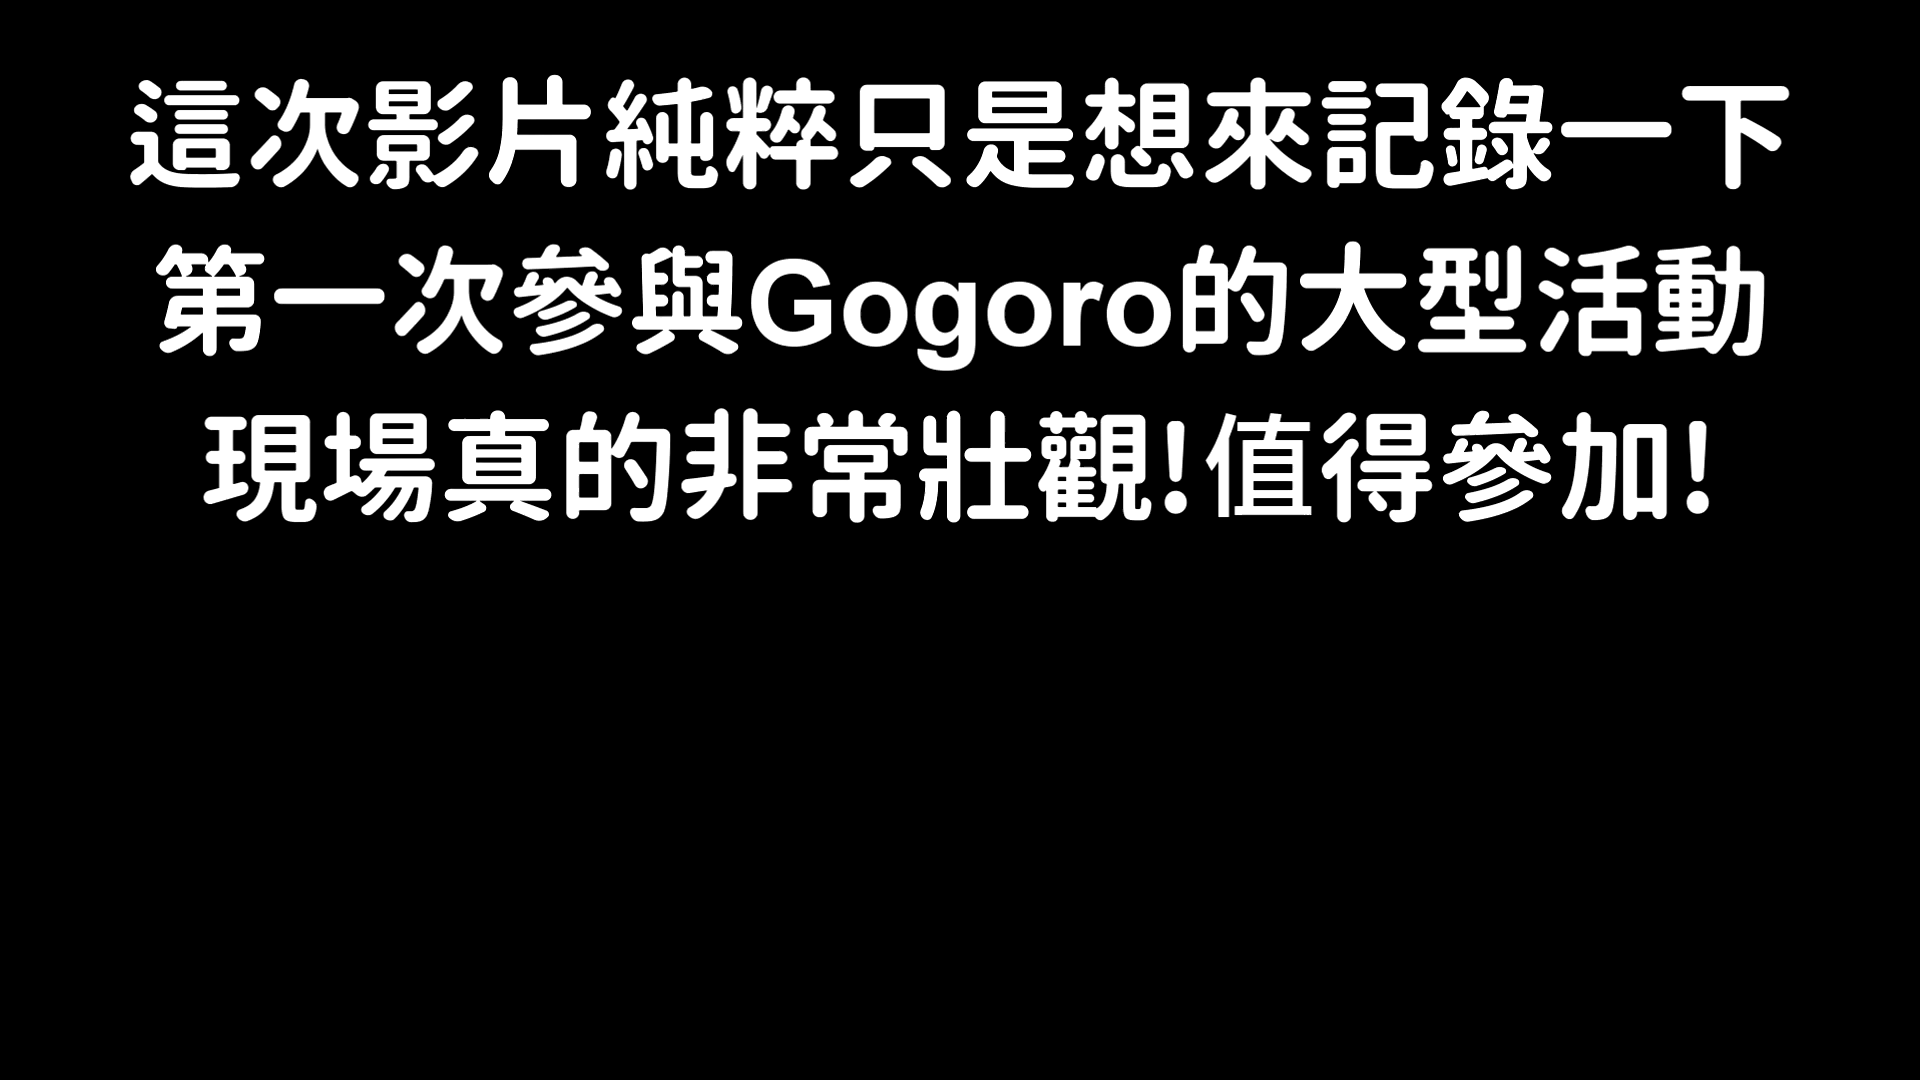 這次影片純粹只是想來記錄一下
第一次參與Gogoro的大型活動
現場真的非常壯觀!值得參加!